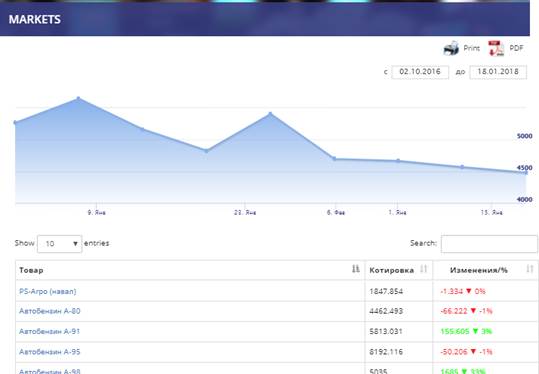 MARKETS
Print PDF
с 02.10.2016 до 18.01.2018
5000
4500
4000
9. Янв 23. Янв 6. Фев 1. Янв 15. Янв
Show 10 entries Search:
Товар Котировка Изменения/%
PS-Агро (навал) 1847.854 -1.334 ▼ 0%
Автобензин А-80 4462.493 -66.222 ▼ -1%
Автобензин А-91 5813.031 155.605 ▼ 3%
Автобензин А-95 8192.116 -50.206 ▼ -1%
Автобензин А-98 5035 1685 ▼ 33%